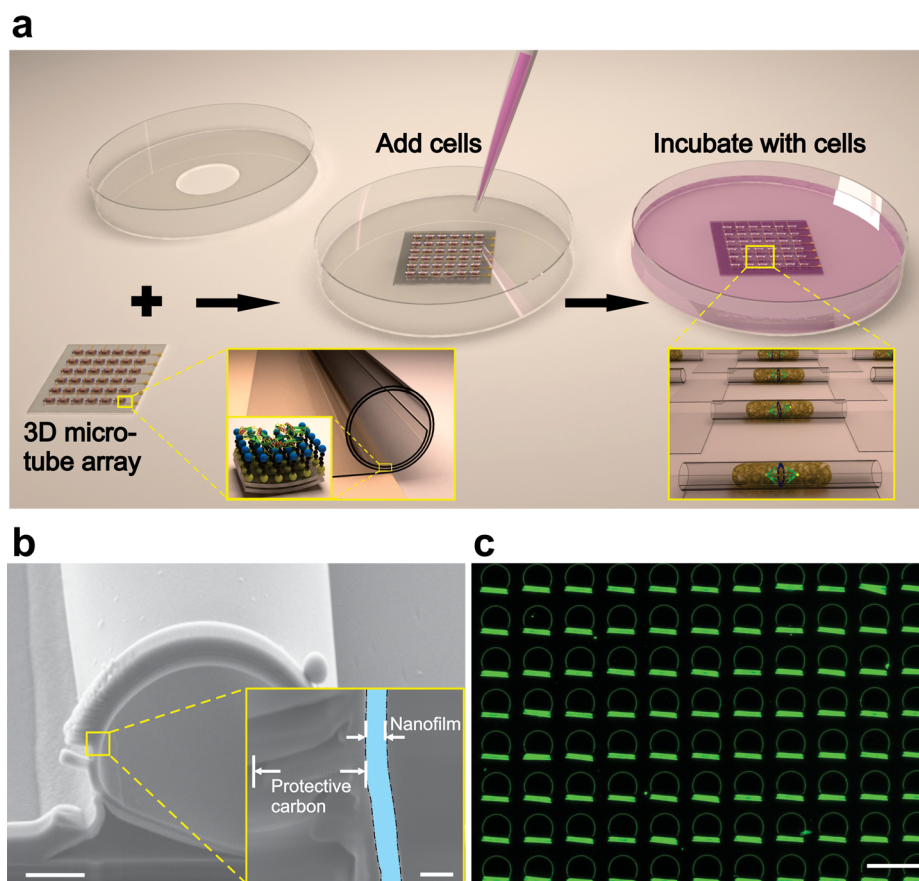 a
Add cells
Incubate with cells
3D micro-
tube array
b
c
Nanofilm
Protective
carbon